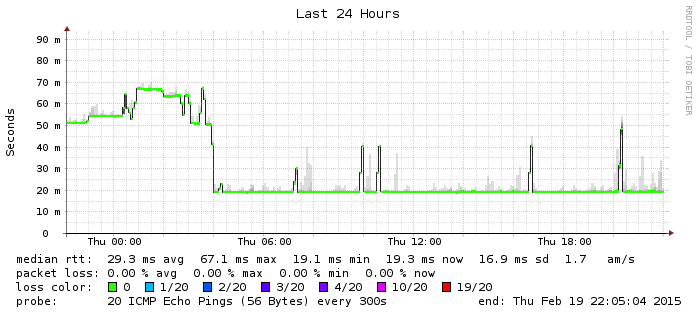 Last 24 Hours
RRDTOOL / TOBI OETIKER
Seconds
90 m
80 m
70 m
60 m
50 m
40 m
30 m
20 m
10 m
0
Thu 00:00 Thu 06:00 Thu 12:00 Thu 18:00
median rtt: 29.3 ms avg 67.1 ms max 19.1 ms min 19.3 ms now 16.9 ms sd 1.7 am/s
packet loss: 0.00 % avg 0.00 % max 0.00 % min 0.00 % now
loss color: 0 1/20 2/20 3/20 4/20 10/20 19/20
probe: 20 ICMP Echo Pings (56 Bytes) every 300s end: Thu Feb 19 22:05:04 2015